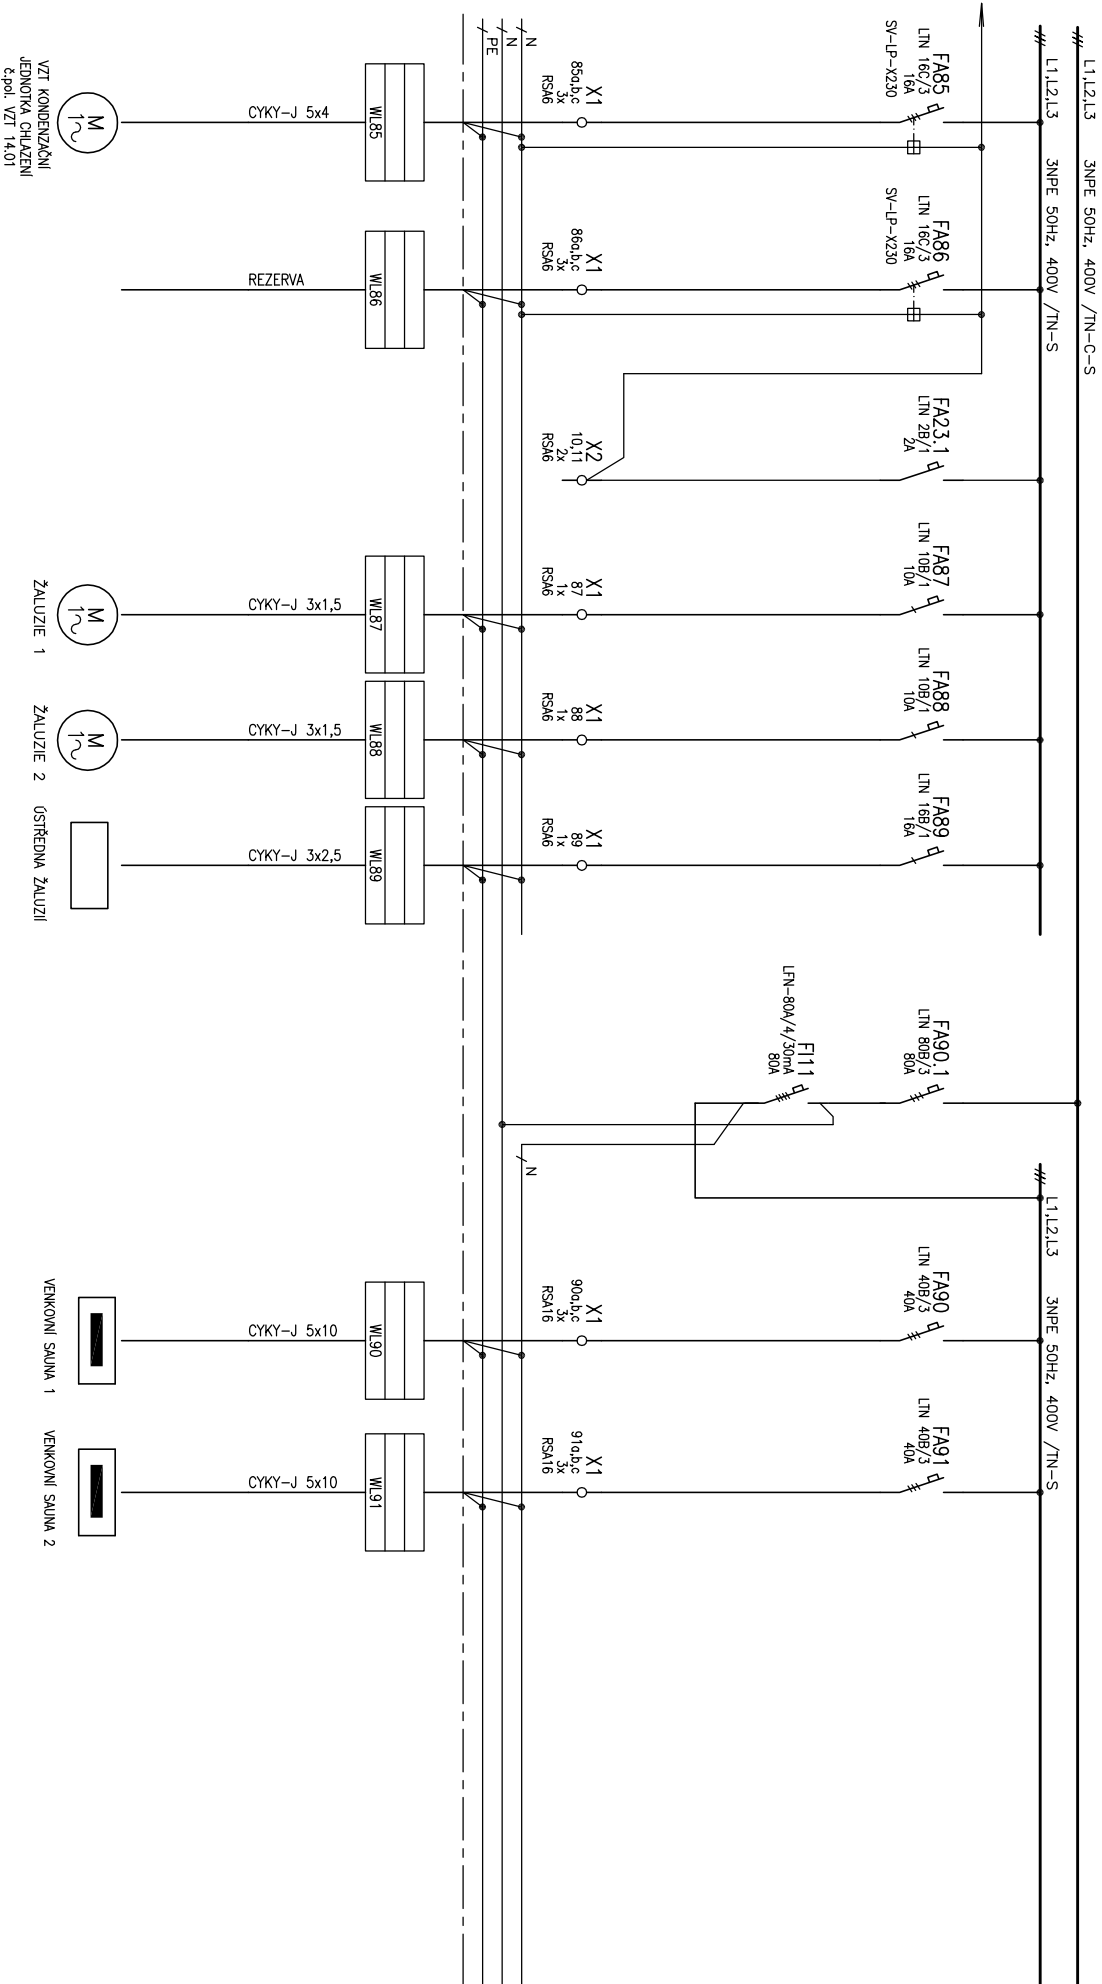 L1,L2,L3 3NPE 50Hz, 400V /TN-C-S
L1,L2,L3 3NPE 50Hz, 400V /TN-S
L1,L2,L3 3NPE 50Hz, 400V /TN-S
FA85
LTN 16C/3
16A
SV-LP-X230
FA86
LTN 16C/3
16A
SV-LP-X230
FA23.1
LTN 2B/1
2A
FA87
LTN 10B/1
10A
FA88
LTN 10B/1
10A
FA89
LTN 16B/1
16A
FA90.1
LTN 80B/3
80A
FI11
LFN-80A/4/30mA
80A
FA90
LTN 40B/3
40A
FA91
LTN 40B/3
40A
X1
85a,b,c
3x
RSA6
X1
86a,b,c
3x
RSA6
X2
10,11
2x
RSA6
X1
87
1x
RSA6
X1
88
1x
RSA6
X1
89
1x
RSA6
X1
90a,b,c
3x
RSA16
X1
91a,b,c
3x
RSA16
N
N
PE
N
WL85
WL86
WL87
WL88
WL89
WL90
WL91
CYKY-J 5x4
REZERVA
CYKY-J 3x1,5
CYKY-J 3x1,5
CYKY-J 3x2,5
CYKY-J 5x10
CYKY-J 5x10
M
1~
M
1~
M
1~
VZT KONDENZAČNÍ
JEDNOTKA CHLAZENÍ
č.pol. VZT 14.01
ŽALUZIE 1
ŽALUZIE 2
ÚSTŘEDNA ŽALUZIÍ
VENKOVNÍ SAUNA 1
VENKOVNÍ SAUNA 2